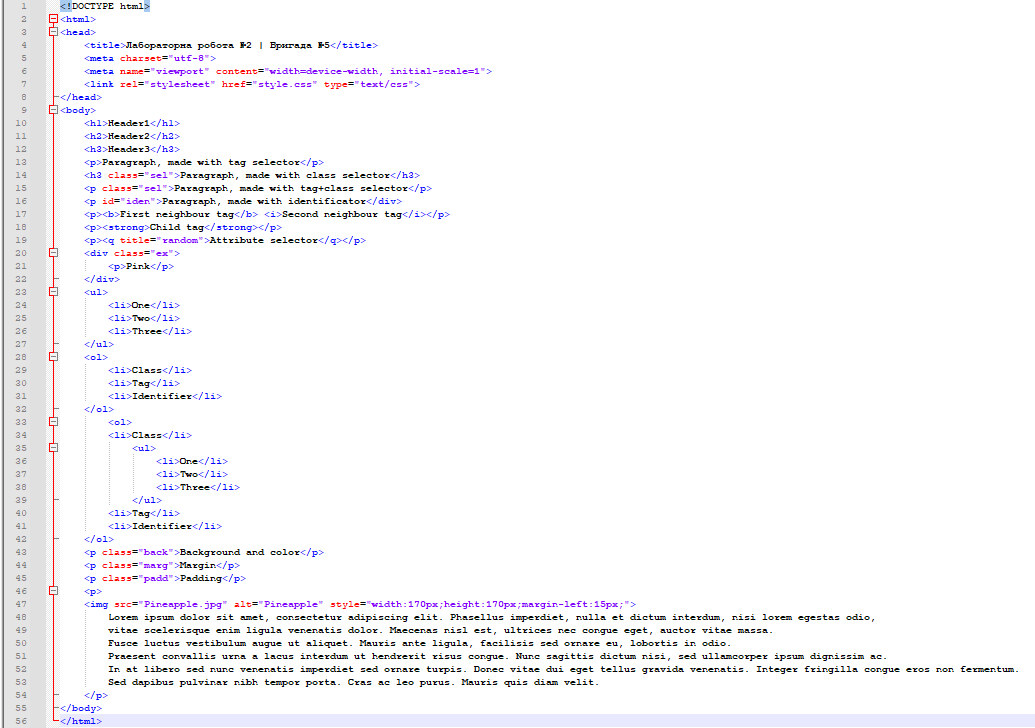 1 <!DOCTYPE html>
2 <html>
3 <head>
4 <title>Лабораторна робота №2 | Бригада №5</title>
5 <meta charset="utf-8">
6 <meta name="viewport" content="width=device-width, initial-scale=1">
7 <link rel="stylesheet" href="style.css" type="text/css">
8 </head>
9 <body>
10 <h1>Header1</h1>
11 <h2>Header2</h2>
12 <h3>Header3</h3>
13 <p>Paragraph, made with tag selector</p>
14 <h3 class="sel">Paragraph, made with class selector</h3>
15 <p class="sel">Paragraph, made with tag+class selector</p>
16 <p id="iden">Paragraph, made with identificator</div>
17 <p><b>First neighbour tag</b> <i>Second neighbour tag</i></p>
18 <p><strong>Child tag</strong></p>
19 <p><q title="random">Attribute selector</q></p>
20 <div class="ex">
21 <p>Pink</p>
22 </div>
23 <ul>
24 <li>One</li>
25 <li>Two</li>
26 <li>Three</li>
27 </ul>
28 <ol>
29 <li>Class</li>
30 <li>Tag</li>
31 <li>Identifier</li>
32 </ol>
33 <ol>
34 <li>Class</li>
35 <ul>
36 <li>One</li>
37 <li>Two</li>
38 <li>Three</li>
39 </ul>
40 <li>Tag</li>
41 <li>Identifier</li>
42 </ol>
43 <p class="back">Background and color</p>
44 <p class="marg">Margin</p>
45 <p class="padd">Padding</p>
46 <p>
47 <img src="Pineapple.jpg" alt="Pineapple" style="width:170px;height:170px;margin-left:15px;">
48 Lorem ipsum dolor sit amet, consectetur adipiscing elit. Phasellus imperdiet, nulla et dictum interdum, nisi lorem egestas odio,
49 vitae scelerisque enim ligula venenatis dolor. Maecenas nisl est, ultrices nec congue eget, auctor vitae massa.
50 Fusce luctus vestibulum augue ut aliquet. Mauris ante ligula, facilisis sed ornare eu, lobortis in odio.
51 Praesent convallis urna a lacus interdum ut hendrerit risus congue. Nunc sagittis dictum nisi, sed ullamcorper ipsum dignissim ac.
52 In at libero sed nunc venenatis imperdiet sed ornare turpis. Donec vitae dui eget tellus gravida venenatis. Integer fringilla congue eros non fermentum.
53 Sed dapibus pulvinar nibh tempor porta. Cras ac leo purus. Mauris quis diam velit.
54 </p>
55 </body>
56 </html>